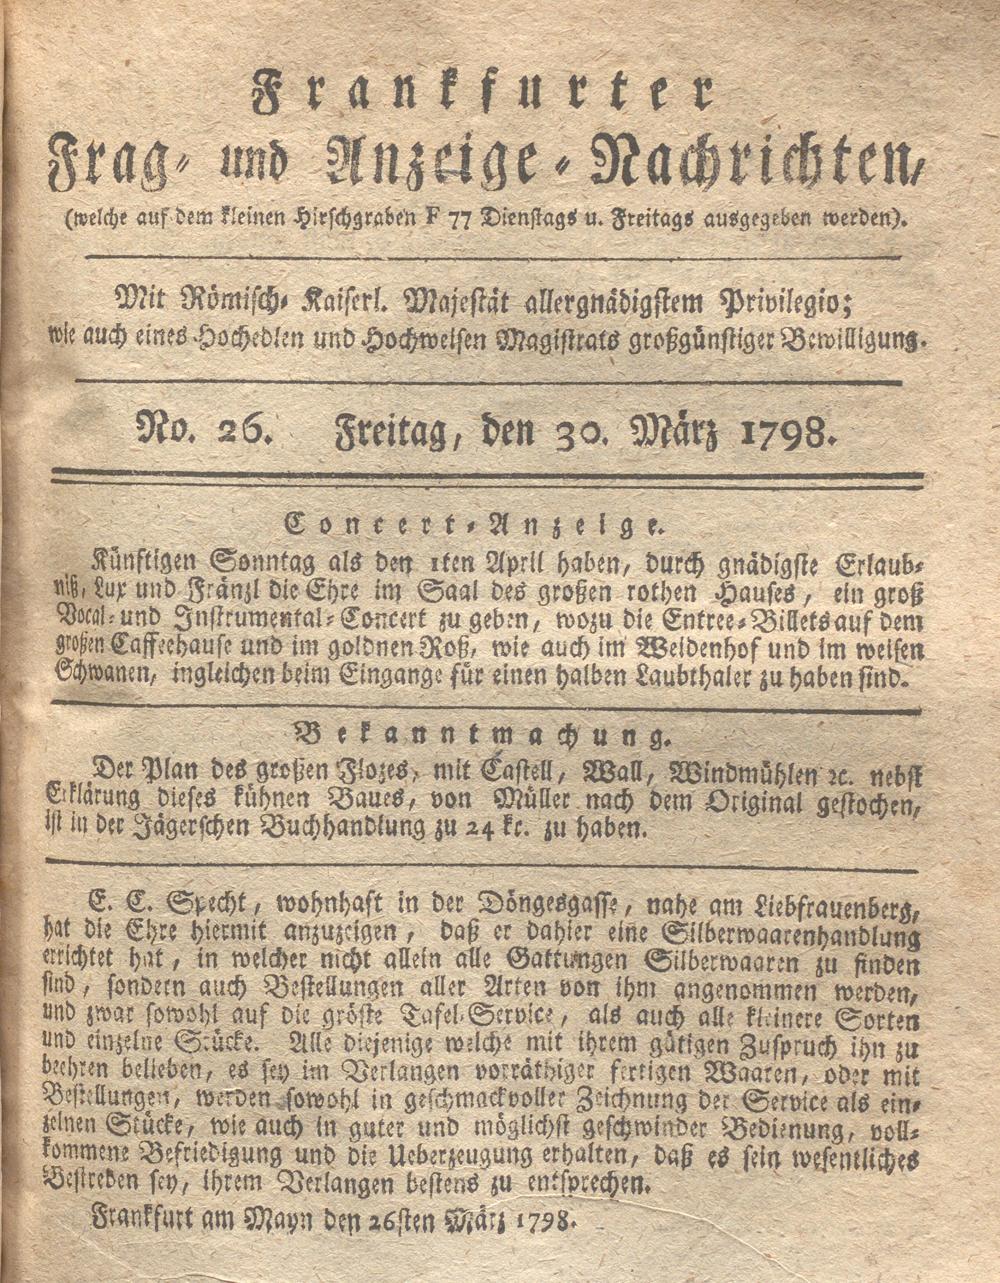 Frankfurter
Frag- und Anzeige-Nachrichten,
(welche auf dem kleinen Hirschgraben F 77 Dienstags u. Freitags ausgegeben werden).
Mit Römisch- Kaiserl. Majestät allergnädigstem Privilegio;
wie auch eines Hochedlen und Hochweisen Magistrats großgünstiger Bewilligung.
No. 26. Freitag, den 30. März 1798.
Concert-Anzeige.
Künftigen Sonntag als den 1ten April haben, durch gnädigste Erlaub-
niß, Lux und Fränzl die Ehre im Saal des großen rothen Hauses, ein groß
Vocal- und Instrumental-Concert zu geben, wozu die Entree-Billets auf dem
großen Caffeehause und im goldnen Roß, wie auch im Weidenhof und im weisen
Schwanen, ingleichen beim Eingange für einen halben Laubthaler zu haben sind.
Bekanntmachung.
Der Plan des großen Flozes, mit Castell, Wall, Windmühlen ꝛc. nebst
Erklärung dieses kühnen Baues, von Müller nach dem Original gestochen,
ist in der Jägerschen Buchhandlung zu 24 kr. zu haben.
E. C. Specht, wohnhaft in der Döngesgasse, nahe am Liebfrauenberg,
hat die Ehre hiermit anzuzeigen, daß er dahier eine Silberwaarenhandlung
errichtet hat, in welcher nicht allein alle Gattungen Silberwaaren zu finden
sind, sondern auch Bestellungen aller Arten von ihm angenommen werden,
und zwar sowohl auf die gröste Tafel-Service, als auch alle kleinere Sorten
und einzelne Stücke. Alle diejenige welche mit ihrem gütigen Zuspruch ihn zu
beehren belieben, es sey im Verlangen vorräthiger fertigen Waaren, oder mit
Bestellungen, werden sowohl in geschmackvoller Zeichnung der Service als ein-
zelnen Stücke, wie auch in guter und möglichst geschwinder Bedienung, voll-
kommene Befriedigung und die Ueberzeugung erhalten, daß es sein wesentliches
Bestreben sey, ihrem Verlangen bestens zu entsprechen.
Frankfurt am Mayn den 26sten März 1798.